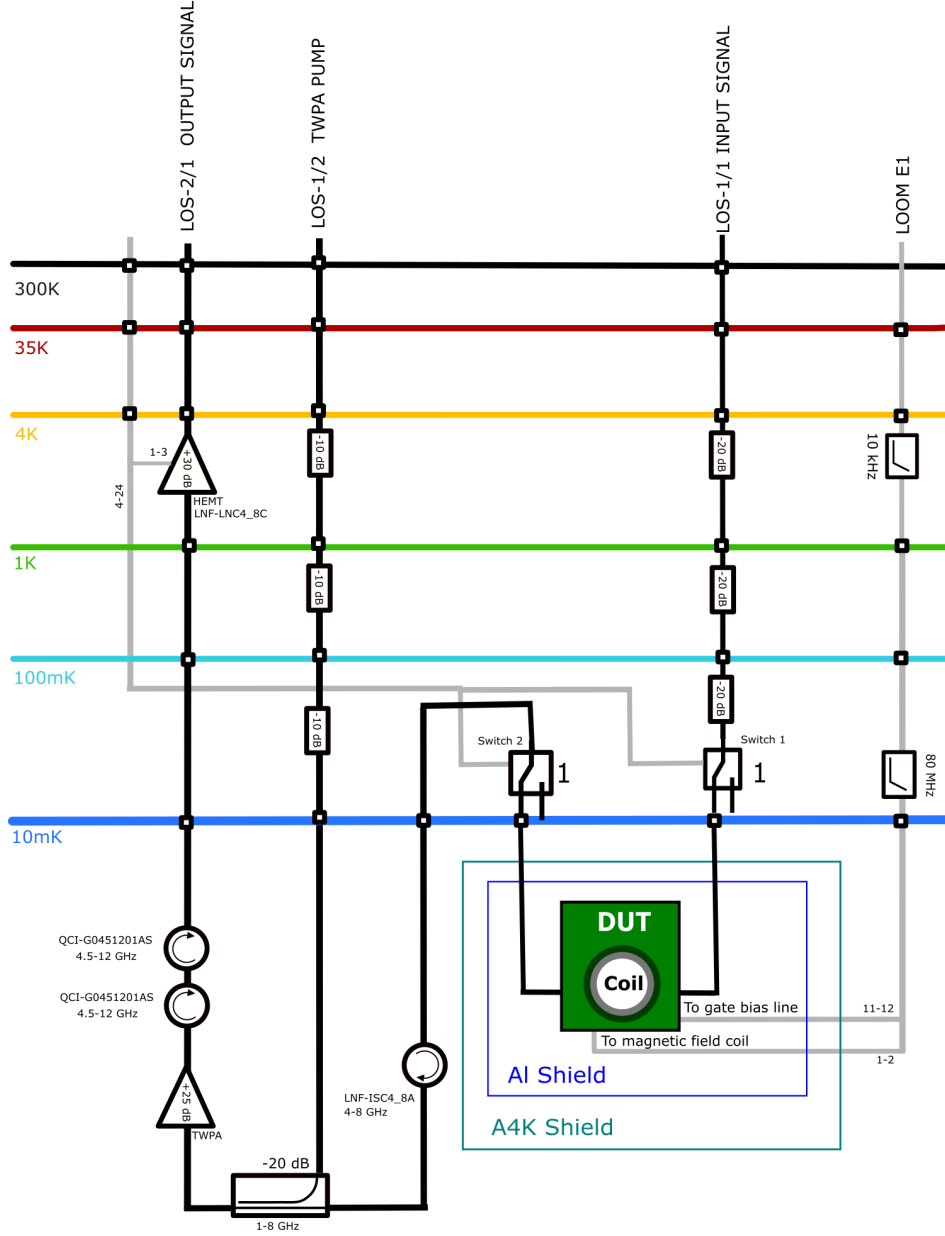 LOS-2/1 OUTPUT SIGNAL
LOS-1/2 TWPA PUMP
LOS-1/1 INPUT SIGNAL
LOOM E1
300K
35K
4K
1-3
4-24
+30 dB
HEMT
LNF-LNC4_8C
-10 dB
-20 dB
10 kHz
1K
-10 dB
-20 dB
100mK
-10 dB
-20 dB
Switch 2
1
Switch 1
1
80 MHz
10mK
QCI-G0451201AS
4.5-12 GHz
QCI-G0451201AS
4.5-12 GHz
+25 dB
TWPA
LNF-ISC4_8A
4-8 GHz
-20 dB
1-8 GHz
DUT
Coil
To gate bias line
11-12
To magnetic field coil
1-2
Al Shield
A4K Shield